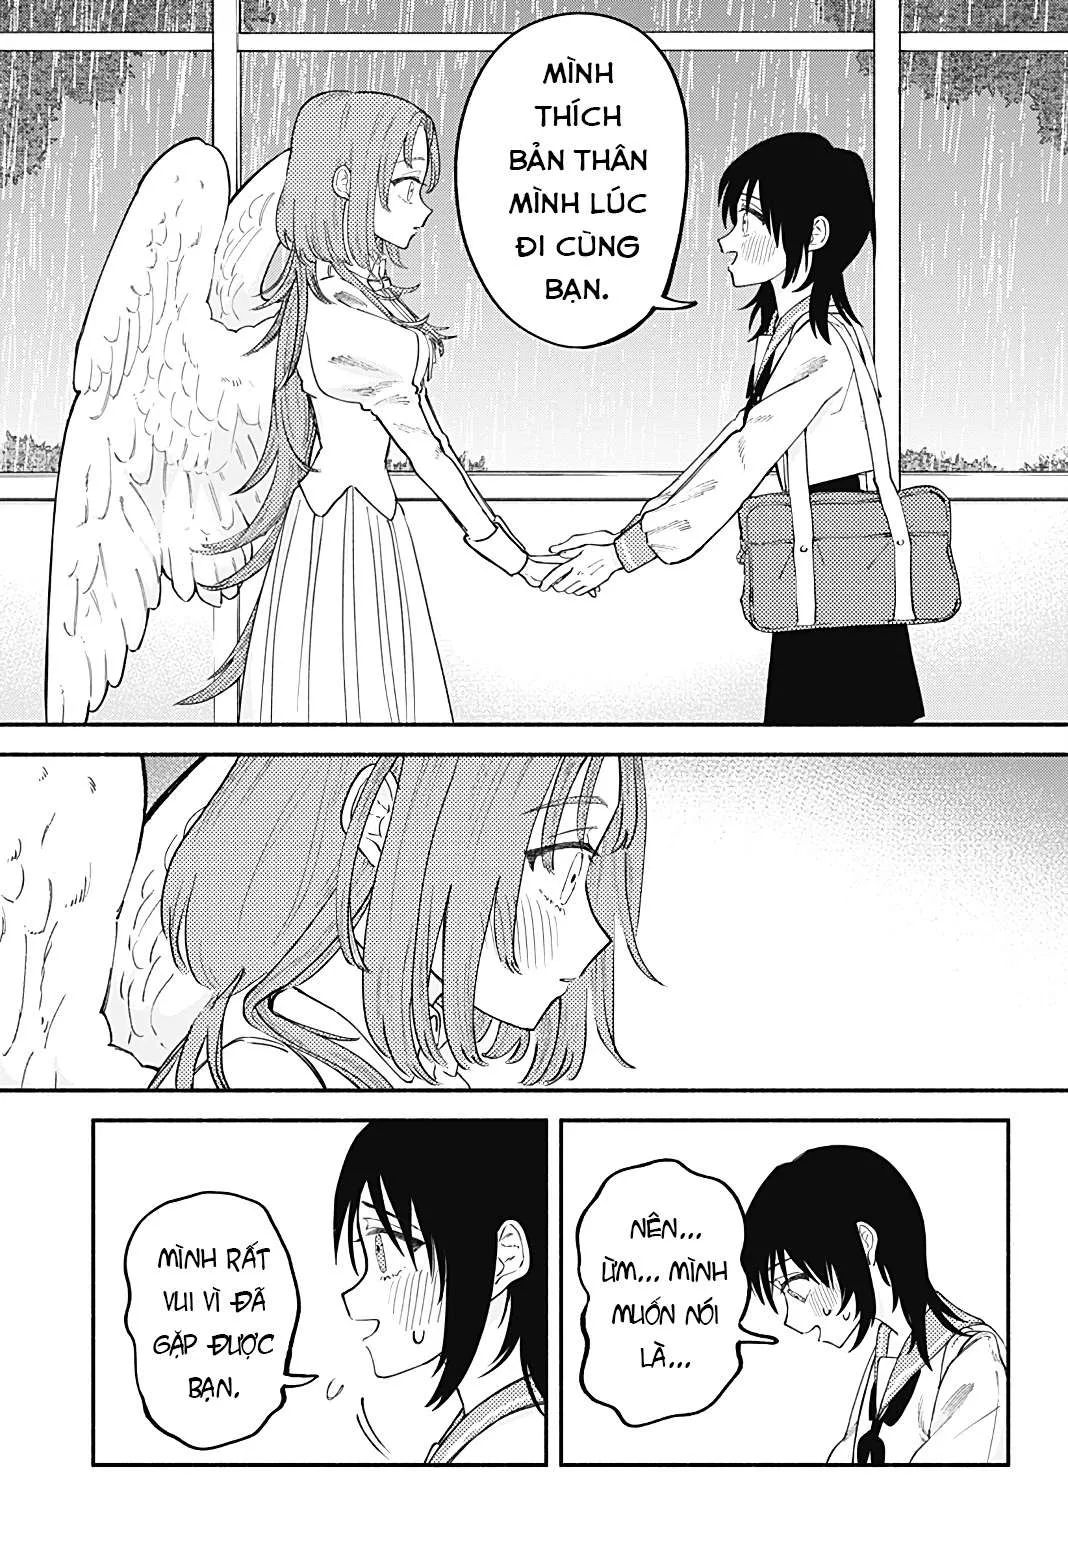 MÌNH
THÍCH
BẢN THÂN
MÌNH LÚC
ĐI CÙNG
BẠN.
NÊN...
ỪM... MÌNH
MUỐN NÓI
LÀ...
MÌNH RẤT
VUI VÌ ĐÃ
GẶP ĐƯỢC
BẠN.